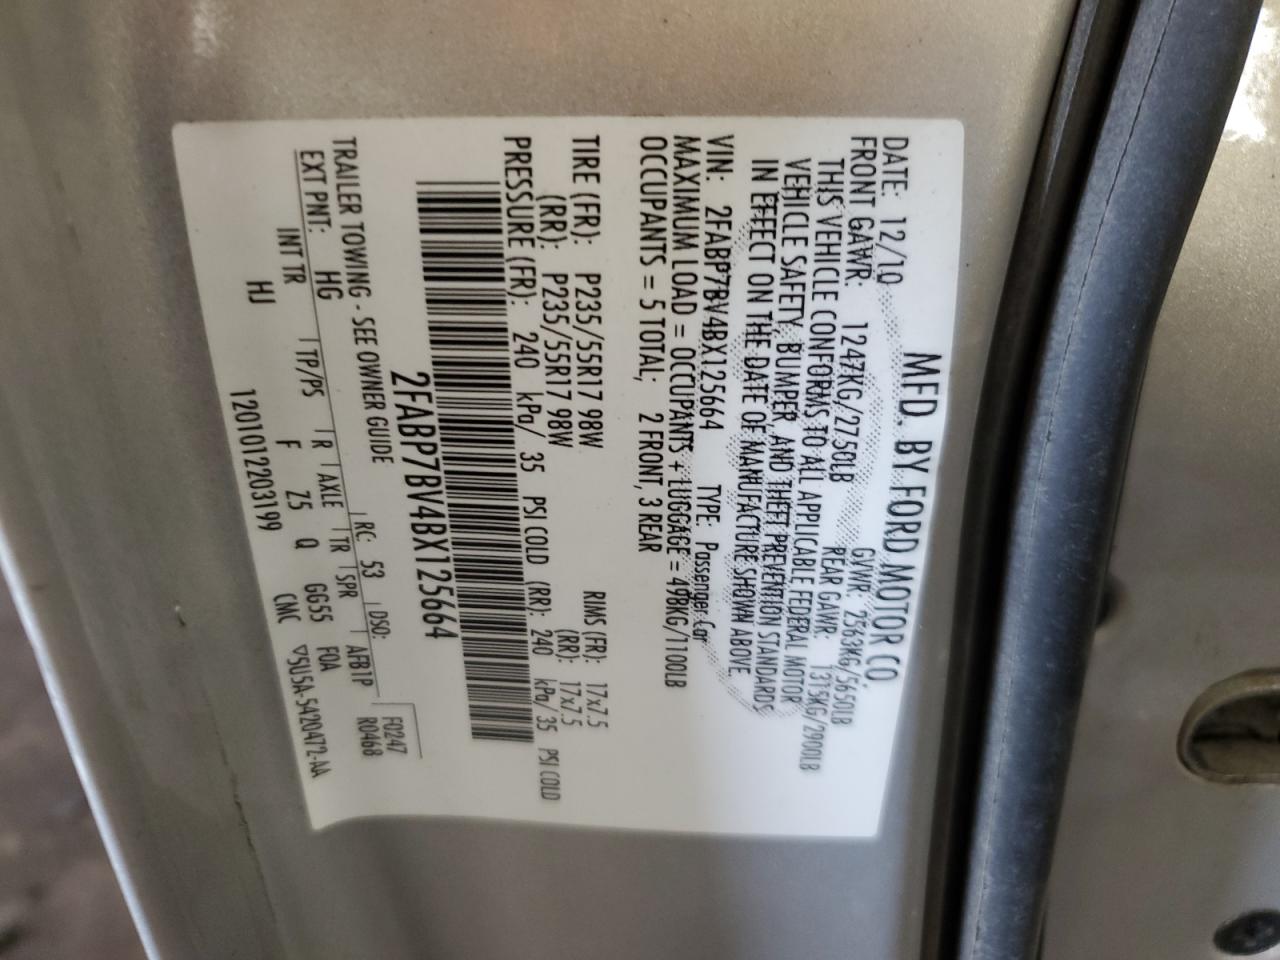 MFD. BY FORD MOTOR CO.
DATE: 12/10 GVWR: 2563KG/5650LB
FRONT GAWR: 1247KG/2750LB REAR GAWR: 1315KG/2900LB
THIS VEHICLE CONFORMS TO ALL APPLICABLE FEDERAL MOTOR
VEHICLE SAFETY, BUMPER, AND THEFT PREVENTION STANDARDS
IN EFFECT ON THE DATE OF MANUFACTURE SHOWN ABOVE.
VIN: 2FABP7BV4BX125664 TYPE: Passenger Car
MAXIMUM LOAD = OCCUPANTS + LUGGAGE = 498KG/1100LB
OCCUPANTS = 5 TOTAL; 2 FRONT, 3 REAR
TIRE (FR): P235/55R17 98W RIMS (FR): 17x7.5
(RR): P235/55R17 98W (RR): 17x7.5
PRESSURE (FR): 240 kPa/ 35 PSI COLD (RR): 240 kPa/ 35 PSI COLD
2FABP7BV4BX125664
TRAILER TOWING - SEE OWNER GUIDE F0247
EXT PNT: HG RC: 53 DSO: R0468
INT TR TP/PS R AXLE TR SPR AFB1P
HJ F Z5 Q GG55 FOA
1201012203199 CMC ▽5U5A-5420472-AA